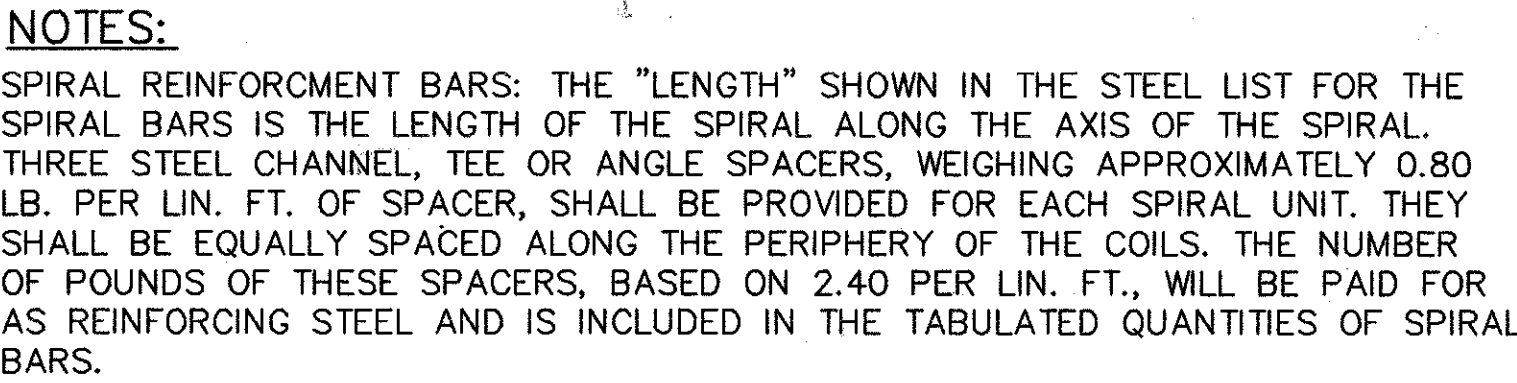 NOTES:
SPIRAL REINFORCMENT BARS: THE "LENGTH" SHOWN IN THE STEEL LIST FOR THE
SPIRAL BARS IS THE LENGTH OF THE SPIRAL ALONG THE AXIS OF THE SPIRAL.
THREE STEEL CHANNEL, TEE OR ANGLE SPACERS, WEIGHING APPROXIMATELY 0.80
LB. PER LIN. FT. OF SPACER, SHALL BE PROVIDED FOR EACH SPIRAL UNIT. THEY
SHALL BE EQUALLY SPACED ALONG THE PERIPHERY OF THE COILS. THE NUMBER
OF POUNDS OF THESE SPACERS, BASED ON 2.40 PER LIN. FT., WILL BE PAID FOR
AS REINFORCING STEEL AND IS INCLUDED IN THE TABULATED QUANTITIES OF SPIRAL
BARS.